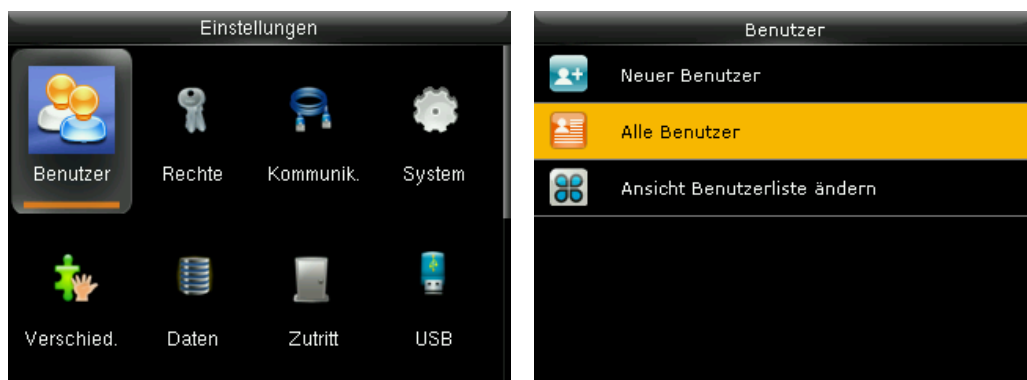 Einstellungen
Benutzer
Rechte
Kommunik.
System
Verschied.
Daten
Zutritt
USB
Benutzer
Neuer Benutzer
Alle Benutzer
Ansicht Benutzerliste ändern